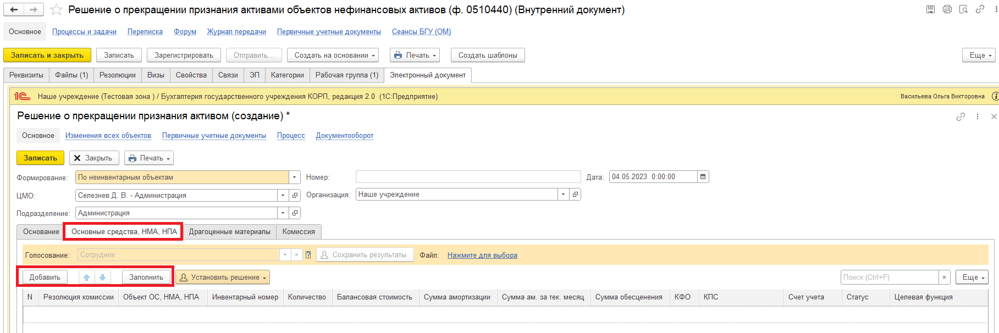 Решение о прекращении признания активами объектов нефинансовых активов (ф. 0510440) (Внутренний документ)
Основное Процессы и задачи Переписка Форум Журнал передачи Первичные учетные документы Сеансы БГУ (ОМ)
Записать и закрыть Записать Зарегистрировать Отправить... Создать на основании Печать Создать шаблоны Еще
Реквизиты Файлы (1) Резолюции Визы Свойства Связи ЭП Категории Рабочая группа (1) Электронный документ
1С Наше учреждение (Тестовая зона ) / Бухгалтерия государственного учреждения КОРП, редакция 2.0 (1С:Предприятие) Васильева Ольга Викторовна
Решение о прекращении признания активом (создание) *
Основное Изменения всех объектов Первичные учетные документы Процесс Документооборот
Записать Закрыть Печать
Формирование: По неинвентарным объектам Номер: Дата: 04.05.2023 0:00:00
ЦМО: Селезнев Д. В. - Администрация Организация: Наше учреждение
Подразделение: Администрация
Основание Основные средства, НМА, НПА Драгоценные материалы Комиссия
Голосование: Сотрудник ? Сохранить результаты Файл: Нажмите для выбора
Добавить Заполнить Установить решение Поиск (Ctrl+F) × Еще
N Резолюция комиссии Объект ОС, НМА, НПА Инвентарный номер Количество Балансовая стоимость Сумма амортизации Сумма ам. за тек. месяц Сумма обесценения КФО КПС Счет учета Статус Целевая функция